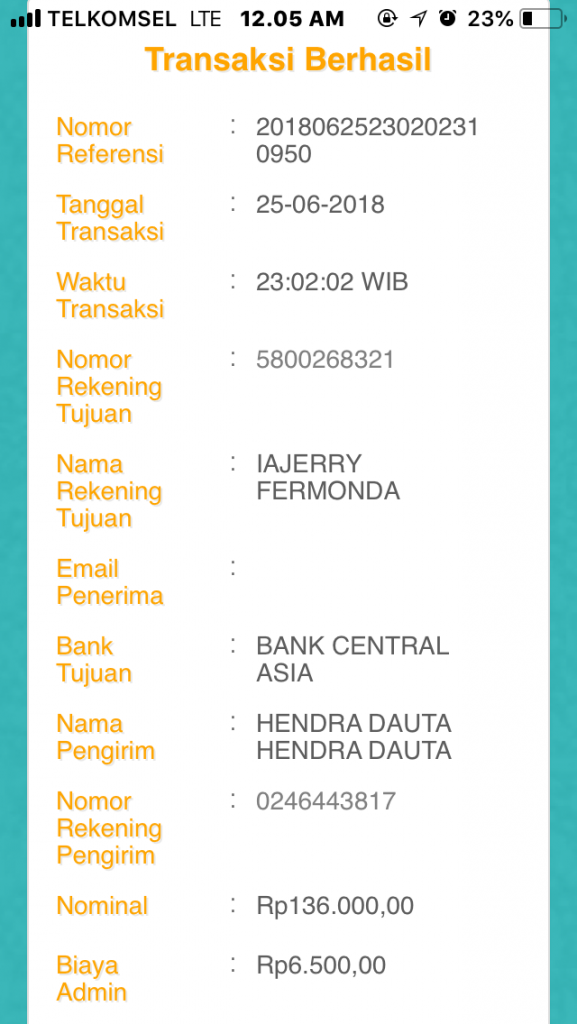 TELKOMSEL LTE 12.05 AM 23%
Transaksi Berhasil
Nomor : 2018062523020231
Referensi 0950
Tanggal : 25-06-2018
Transaksi
Waktu : 23:02:02 WIB
Transaksi
Nomor : 5800268321
Rekening
Tujuan
Nama : IAJERRY
Rekening FERMONDA
Tujuan
Email :
Penerima
Bank : BANK CENTRAL
Tujuan ASIA
Nama : HENDRA DAUTA
Pengirim HENDRA DAUTA
Nomor : 0246443817
Rekening
Pengirim
Nominal : Rp136.000,00
Biaya : Rp6.500,00
Admin